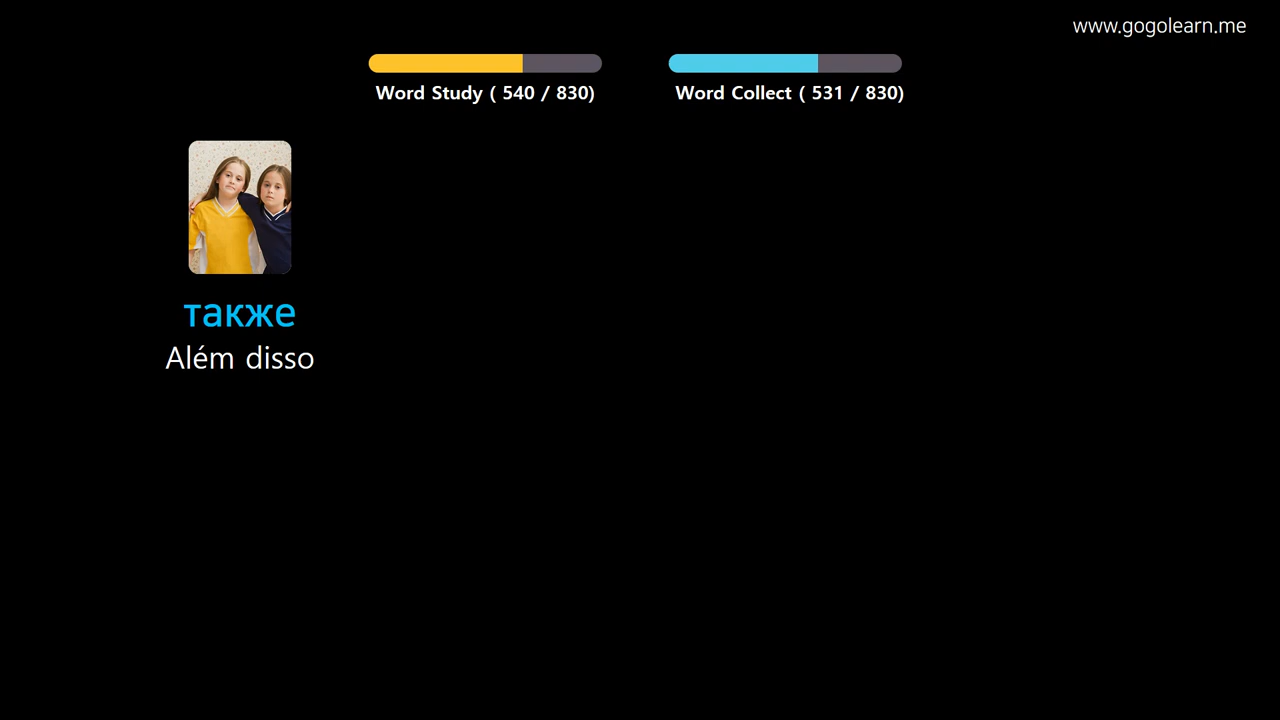 www.gogolearn.me
Word Study ( 540 / 830)
Word Collect ( 531 / 830)
также
Além disso